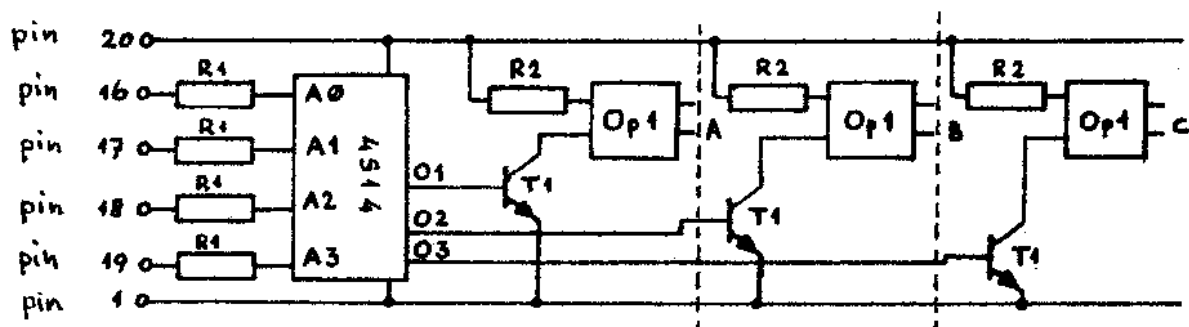 pin 20
R2 R2 R2
pin 16 R1 A0 Op1 A Op1 B Op1 C
pin 17 R1 A1
4514
O1 T1
pin 18 R1 A2 T1
O2
pin 19 R1 A3 O3 T1
pin 1